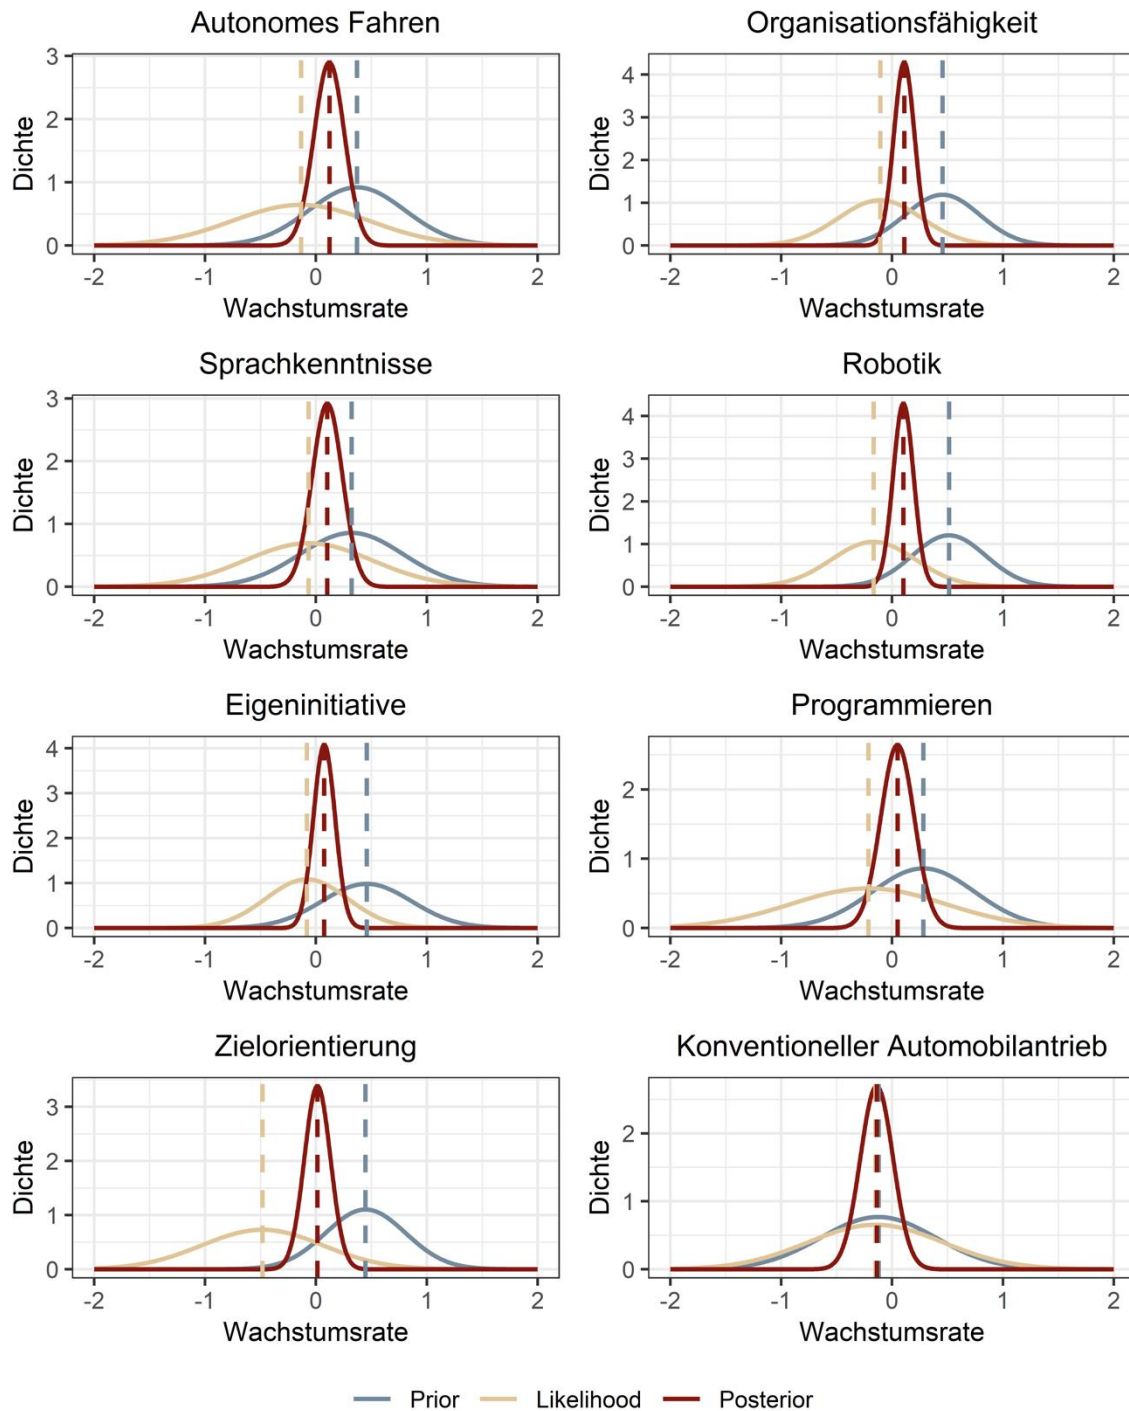 Autonomes Fahren
3
2
1
0
Dichte
-2 -1 0 1 2
Wachstumsrate
Organisationsfähigkeit
4
3
2
1
0
Dichte
-2 -1 0 1 2
Wachstumsrate
Sprachkenntnisse
3
2
1
0
Dichte
-2 -1 0 1 2
Wachstumsrate
Robotik
4
3
2
1
0
Dichte
-2 -1 0 1 2
Wachstumsrate
Eigeninitiative
4
3
2
1
0
Dichte
-2 -1 0 1 2
Wachstumsrate
Programmieren
2
1
0
Dichte
-2 -1 0 1 2
Wachstumsrate
Zielorientierung
3
2
1
0
Dichte
-2 -1 0 1 2
Wachstumsrate
Konventioneller Automobilantrieb
2
1
0
Dichte
-2 -1 0 1 2
Wachstumsrate
Prior Likelihood Posterior